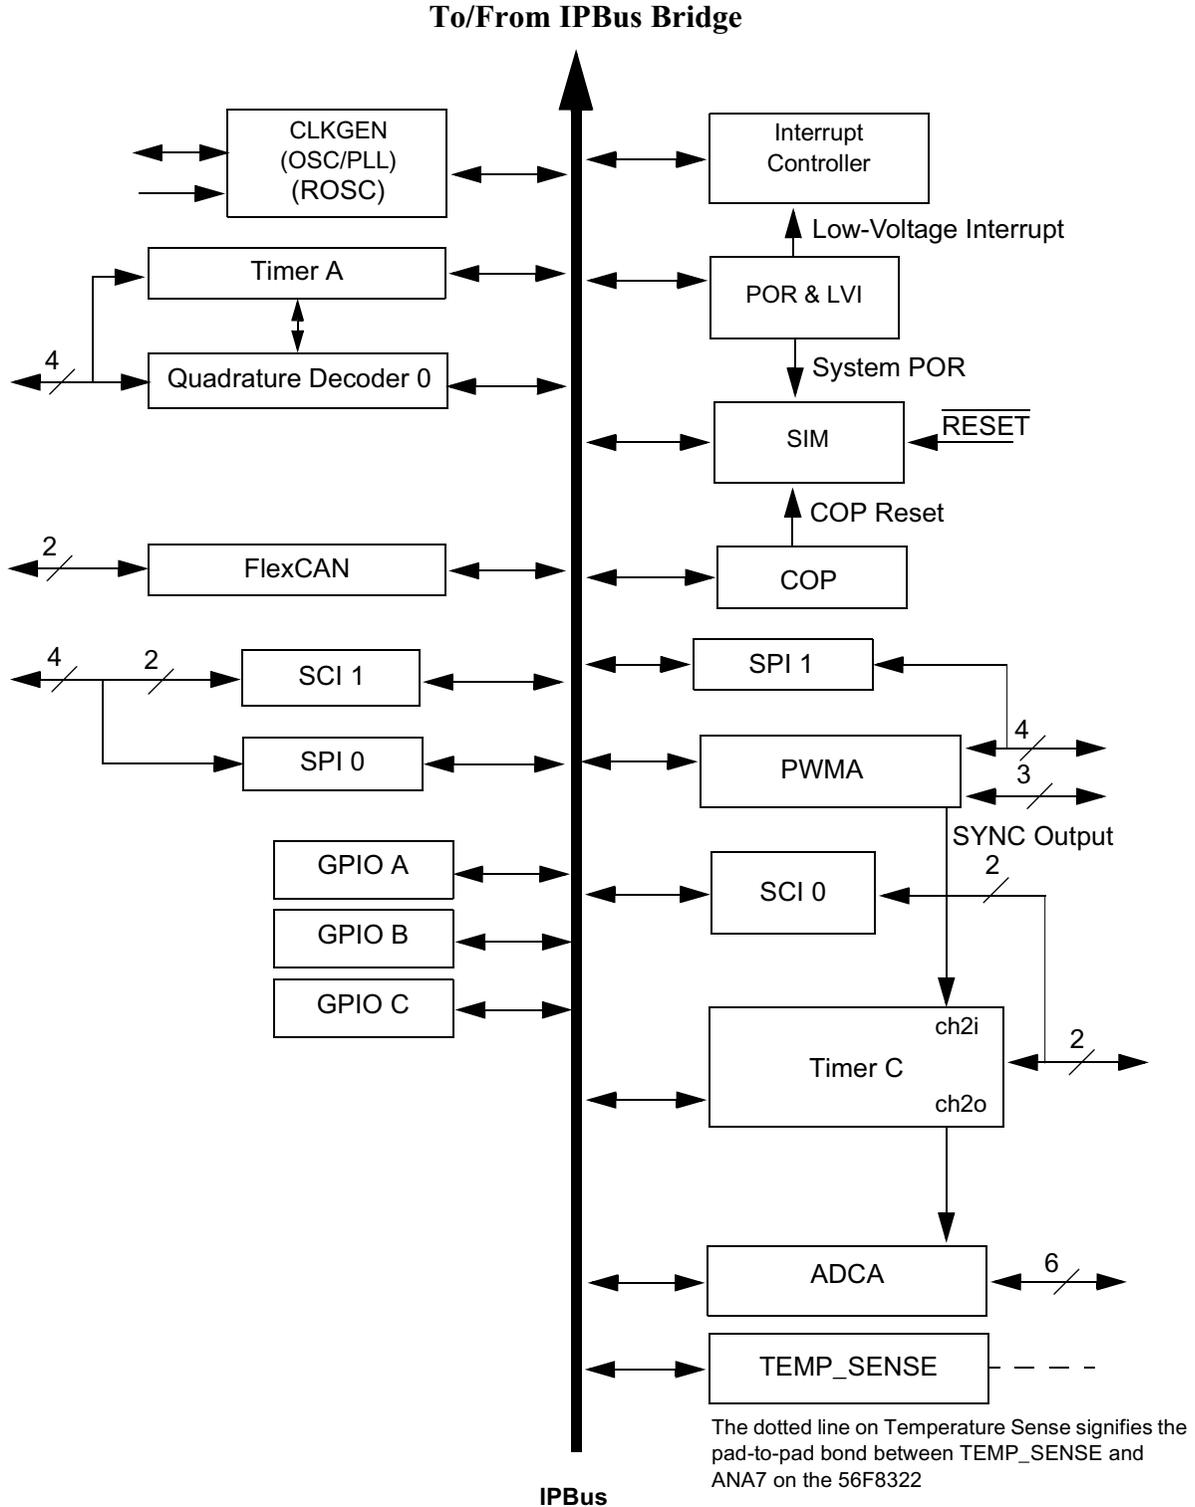 To/From IPBus Bridge
CLKGEN
(OSC/PLL)
(ROSC)
Timer A
4
Quadrature Decoder 0
2
FlexCAN
4
2
SCI 1
SPI 0
GPIO A
GPIO B
GPIO C
Interrupt
Controller
Low-Voltage Interrupt
POR & LVI
System POR
SIM
RESET
COP Reset
COP
SPI 1
4
PWMA
3
SYNC Output
2
SCI 0
ch2i
2
Timer C
ch2o
6
ADCA
TEMP_SENSE
The dotted line on Temperature Sense signifies the
pad-to-pad bond between TEMP_SENSE and
ANA7 on the 56F8322
IPBus